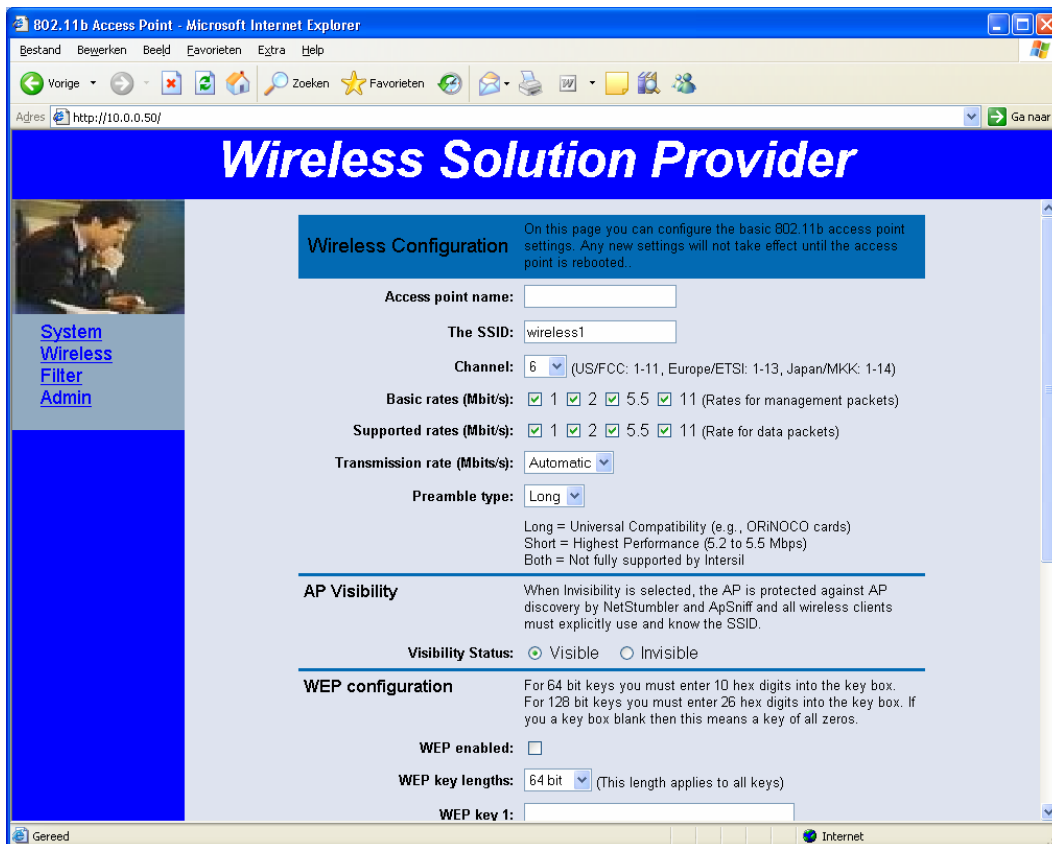 802.11b Access Point - Microsoft Internet Explorer
Bestand Bewerken Beeld Favorieten Extra Help
Vorige Zoeken Favorieten
Adres http://10.0.0.50/ Ga naar
Wireless Solution Provider
System
Wireless
Filter
Admin
Wireless Configuration
On this page you can configure the basic 802.11b access point
settings. Any new settings will not take effect until the access
point is rebooted..
Access point name:
The SSID: wireless1
Channel: 6 (US/FCC: 1-11, Europe/ETSI: 1-13, Japan/MKK: 1-14)
Basic rates (Mbit/s): 1 2 5.5 11 (Rates for management packets)
Supported rates (Mbit/s): 1 2 5.5 11 (Rate for data packets)
Transmission rate (Mbits/s): Automatic
Preamble type: Long
Long = Universal Compatibility (e.g., ORiNOCO cards)
Short = Highest Performance (5.2 to 5.5 Mbps)
Both = Not fully supported by Intersil
AP Visibility
When Invisibility is selected, the AP is protected against AP
discovery by NetStumbler and ApSniff and all wireless clients
must explicitly use and know the SSID.
Visibility Status: Visible Invisible
WEP configuration
For 64 bit keys you must enter 10 hex digits into the key box.
For 128 bit keys you must enter 26 hex digits into the key box. If
you a key box blank then this means a key of all zeros.
WEP enabled:
WEP key lengths: 64 bit (This length applies to all keys)
WEP key 1:
Gereed Internet